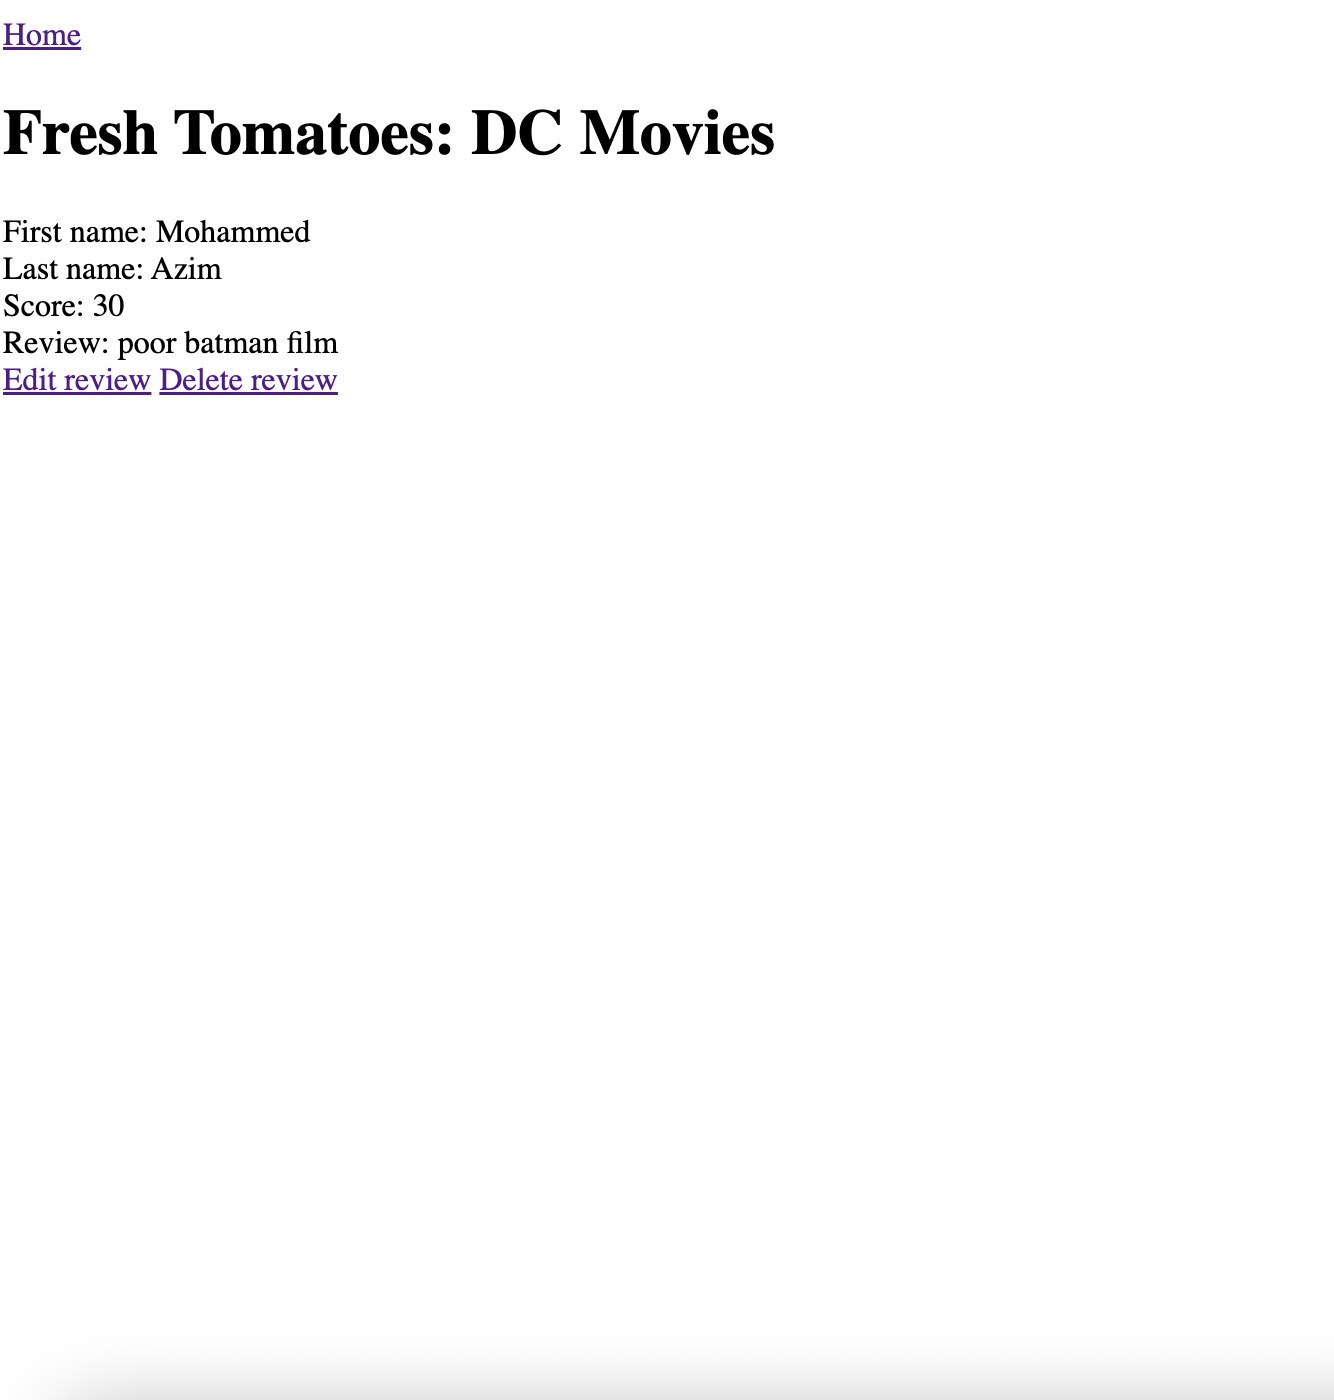 Home
Fresh Tomatoes: DC Movies
First name: Mohammed
Last name: Azim
Score: 30
Review: poor batman film
Edit review Delete review